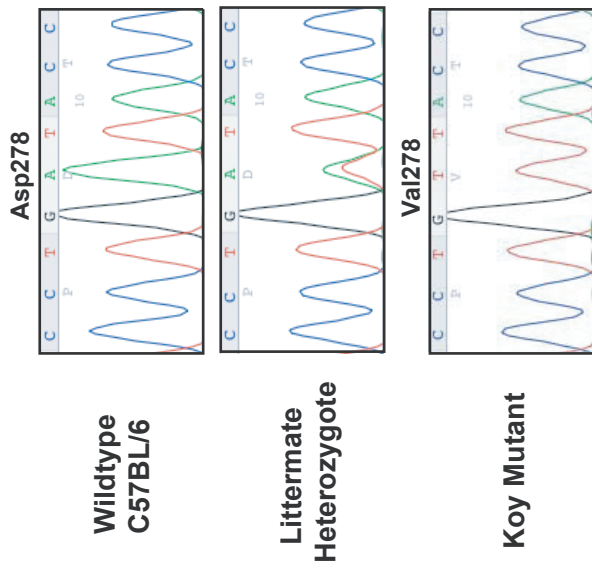 Asp278
Wildtype
C57BL/6
C C T G A T A C C
P D 10 T
Littermate
Heterozygote
C C T G A T A C C
P D 10 T
Val278
Koy Mutant
C C T G T T A C C
P V 10 T